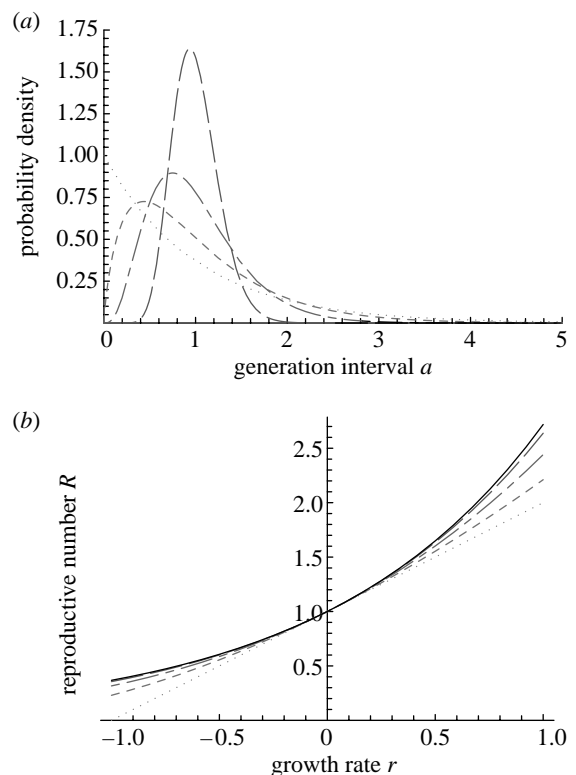 (a)
1.75
1.50
1.25
1.00
0.75
0.50
0.25
probability density
0 1 2 3 4 5
generation interval a
(b)
2.5
2.0
1.5
1.0
0.5
reproductive number R
−1.0 −0.5 0 0.5 1.0
growth rate r